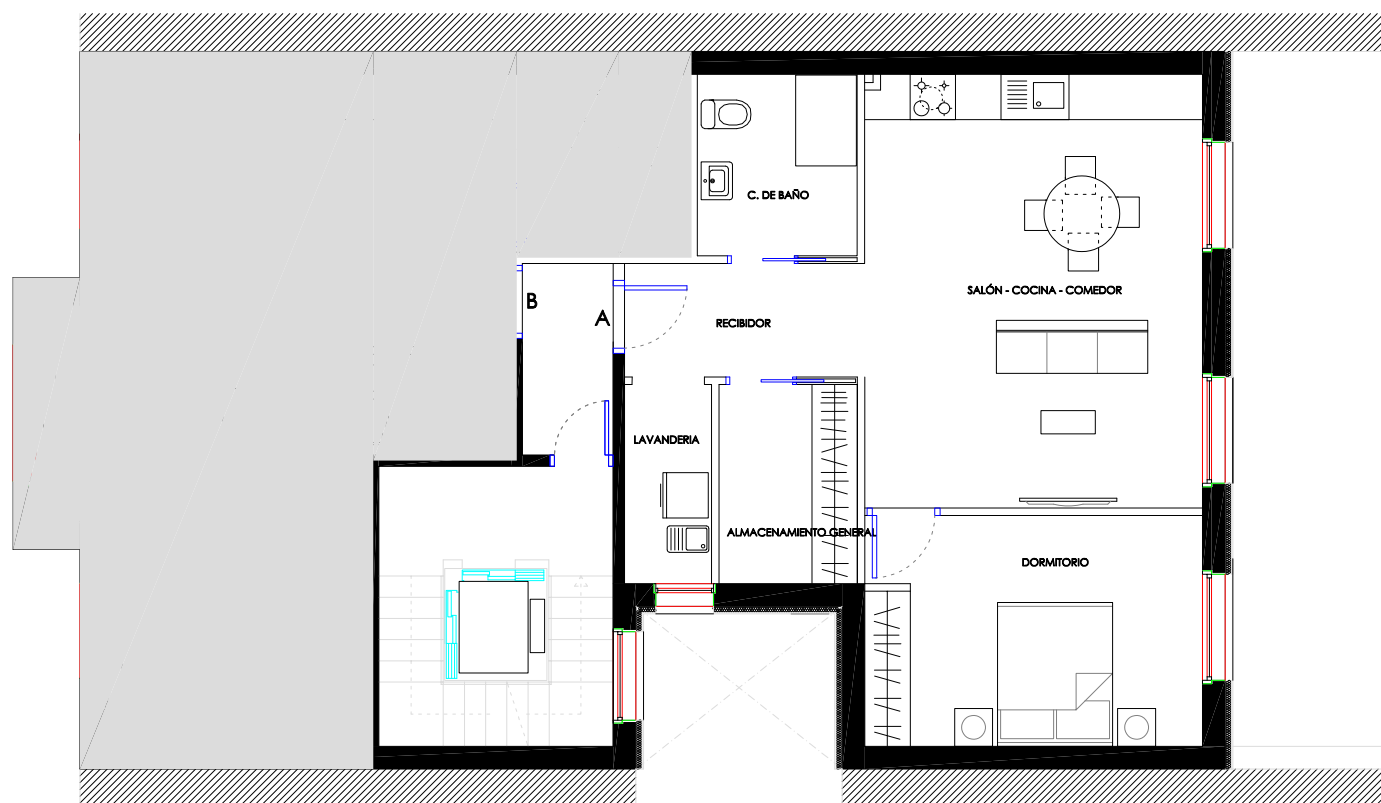 C. DE BAÑO
SALÓN - COCINA - COMEDOR
B
A
RECIBIDOR
LAVANDERIA
ALMACENAMIENTO GENERAL
DORMITORIO